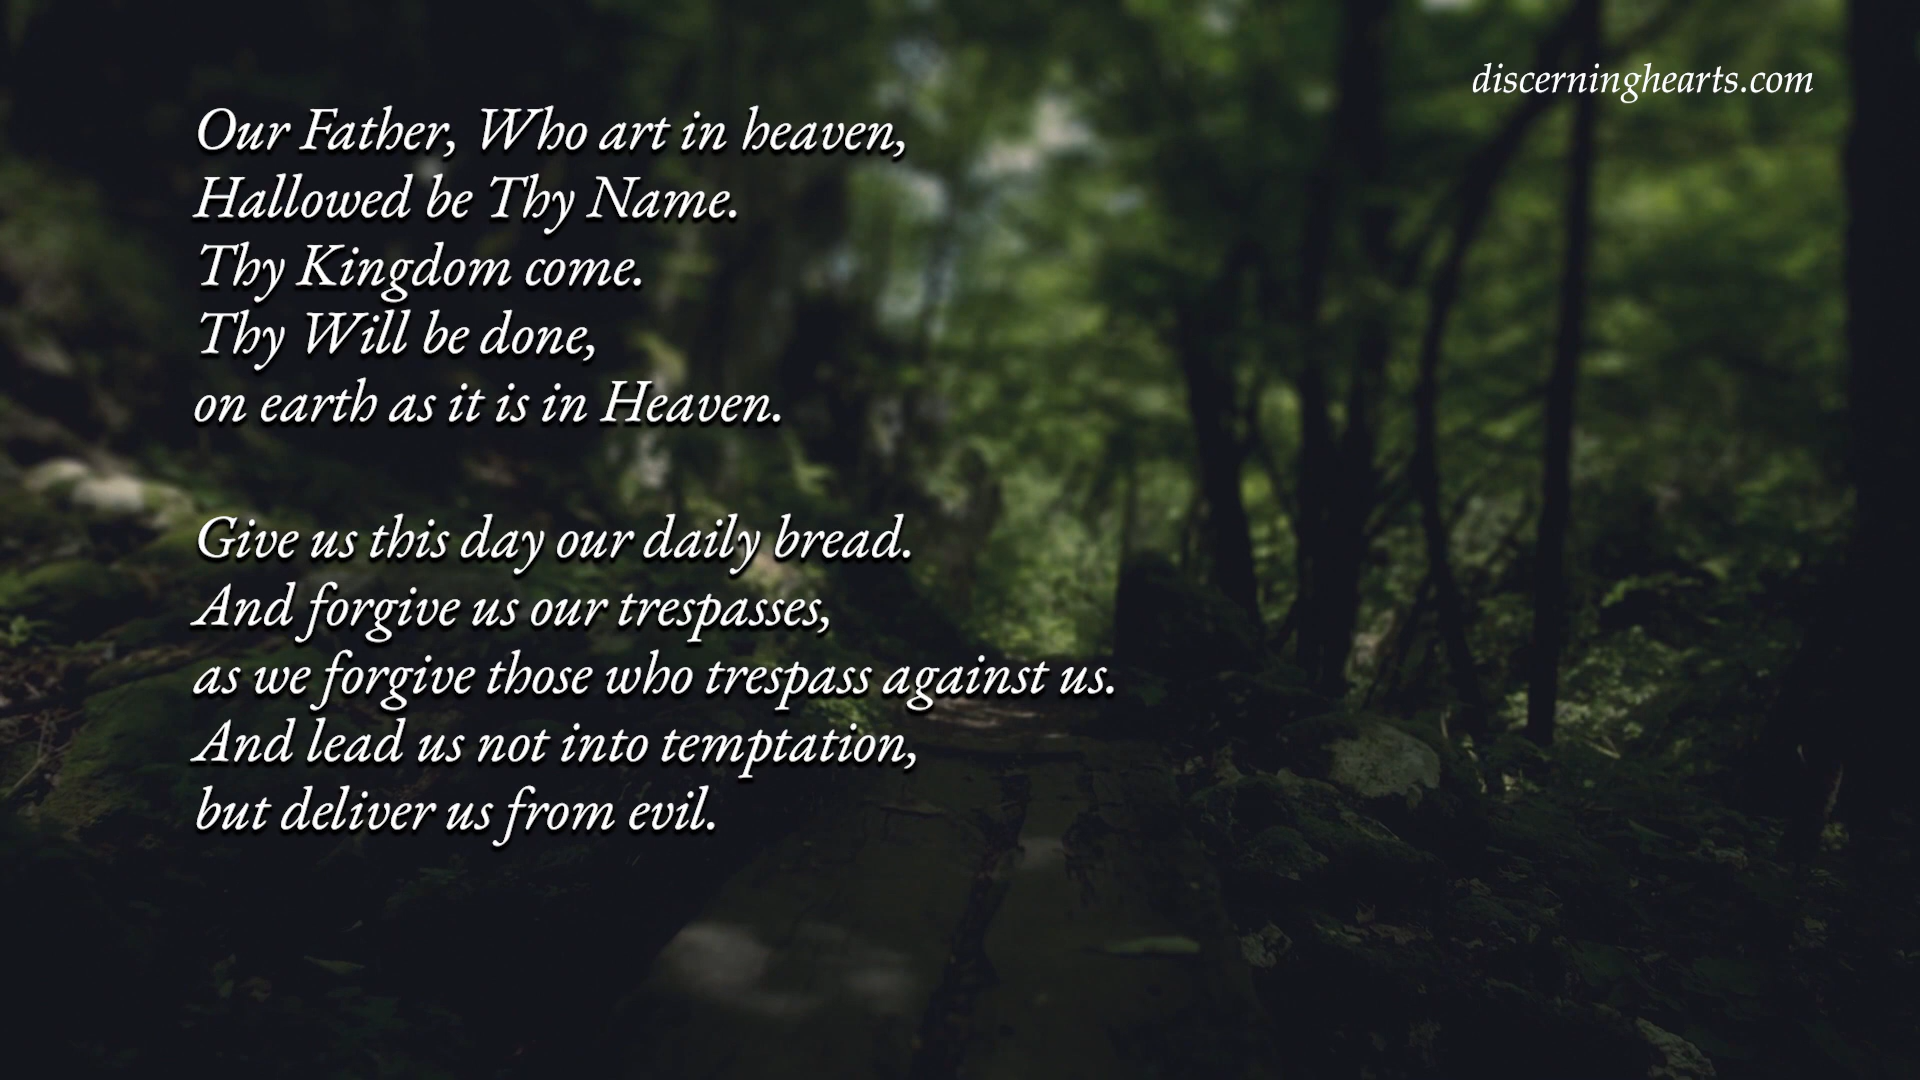 discerninghearts.com
Our Father, Who art in heaven,
Hallowed be Thy Name.
Thy Kingdom come.
Thy Will be done,
on earth as it is in Heaven.
Give us this day our daily bread.
And forgive us our trespasses,
as we forgive those who trespass against us.
And lead us not into temptation,
but deliver us from evil.